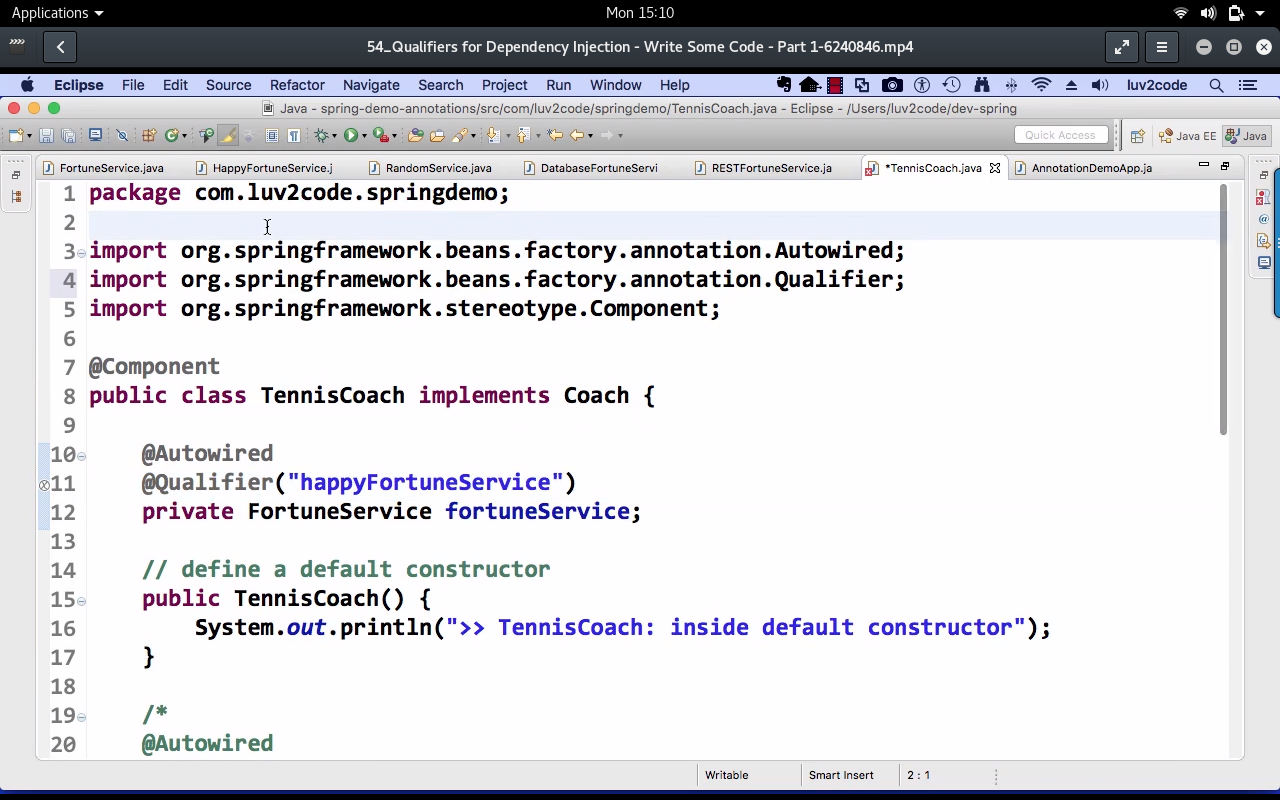 Applications
Mon 15:10
54_Qualifiers for Dependency Injection - Write Some Code - Part 1-6240846.mp4
Eclipse File Edit Source Refactor Navigate Search Project Run Window Help
luv2code
Java - spring-demo-annotations/src/com/luv2code/springdemo/TennisCoach.java - Eclipse - /Users/luv2code/dev-spring
Quick Access
Java EE
Java
FortuneService.java
HappyFortuneService.j
RandomService.java
DatabaseFortuneServi
RESTFortuneService.ja
*TennisCoach.java
AnnotationDemoApp.ja
1 package com.luv2code.springdemo;
2
3 import org.springframework.beans.factory.annotation.Autowired;
4 import org.springframework.beans.factory.annotation.Qualifier;
5 import org.springframework.stereotype.Component;
6
7 @Component
8 public class TennisCoach implements Coach {
9
10 @Autowired
11 @Qualifier("happyFortuneService")
12 private FortuneService fortuneService;
13
14 // define a default constructor
15 public TennisCoach() {
16 System.out.println(">> TennisCoach: inside default constructor");
17 }
18
19 /*
20 @Autowired
Writable
Smart Insert
2 : 1